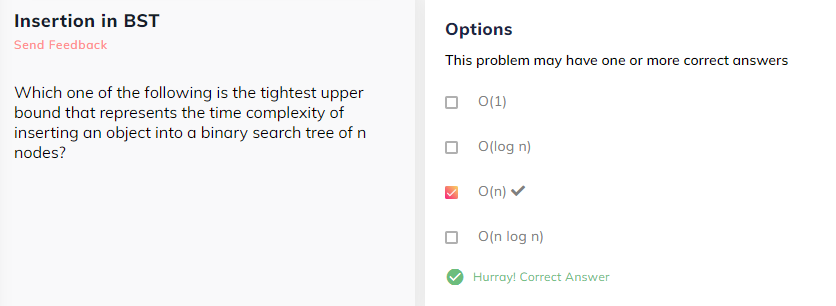 Insertion in BST
Send Feedback
Which one of the following is the tightest upper
bound that represents the time complexity of
inserting an object into a binary search tree of n
nodes?
Options
This problem may have one or more correct answers
O(1)
O(log n)
O(n)
O(n log n)
Hurray! Correct Answer